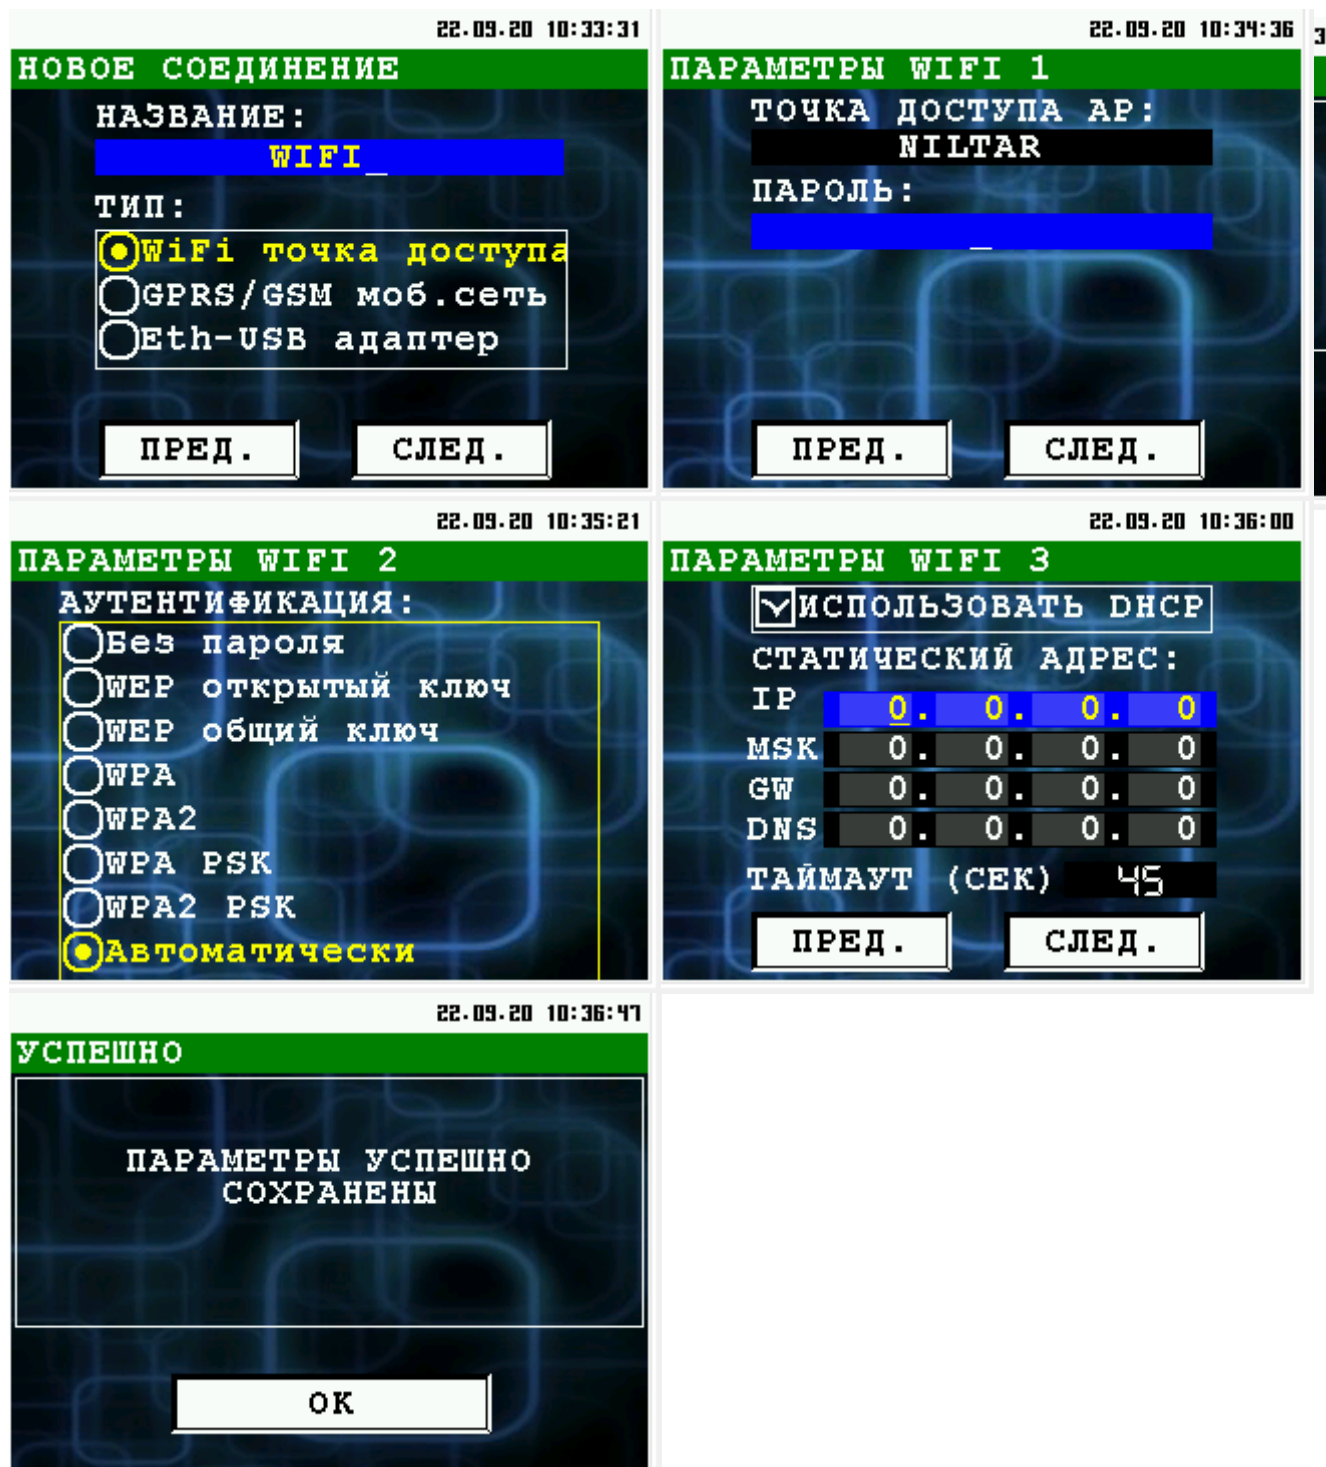 22.09.20 10:33:31
НОВОЕ СОЕДИНЕНИЕ
НАЗВАНИЕ:
WIFI_
ТИП:
WiFi точка доступа
GPRS/GSM моб.сеть
Eth-USB адаптер
ПРЕД. СЛЕД.
22.09.20 10:34:36
ПАРАМЕТРЫ WIFI 1
ТОЧКА ДОСТУПА AP:
NILTAR
ПАРОЛЬ:
_
ПРЕД. СЛЕД.
3
22.09.20 10:35:21
ПАРАМЕТРЫ WIFI 2
АУТЕНТИФИКАЦИЯ:
Без пароля
WEP открытый ключ
WEP общий ключ
WPA
WPA2
WPA PSK
WPA2 PSK
Автоматически
22.09.20 10:36:00
ПАРАМЕТРЫ WIFI 3
ИСПОЛЬЗОВАТЬ DHCP
СТАТИЧЕСКИЙ АДРЕС:
IP 0. 0. 0. 0
MSK 0. 0. 0. 0
GW 0. 0. 0. 0
DNS 0. 0. 0. 0
ТАЙМАУТ (СЕК) 45
ПРЕД. СЛЕД.
22.09.20 10:36:47
УСПЕШНО
ПАРАМЕТРЫ УСПЕШНО
СОХРАНЕНЫ
ОК